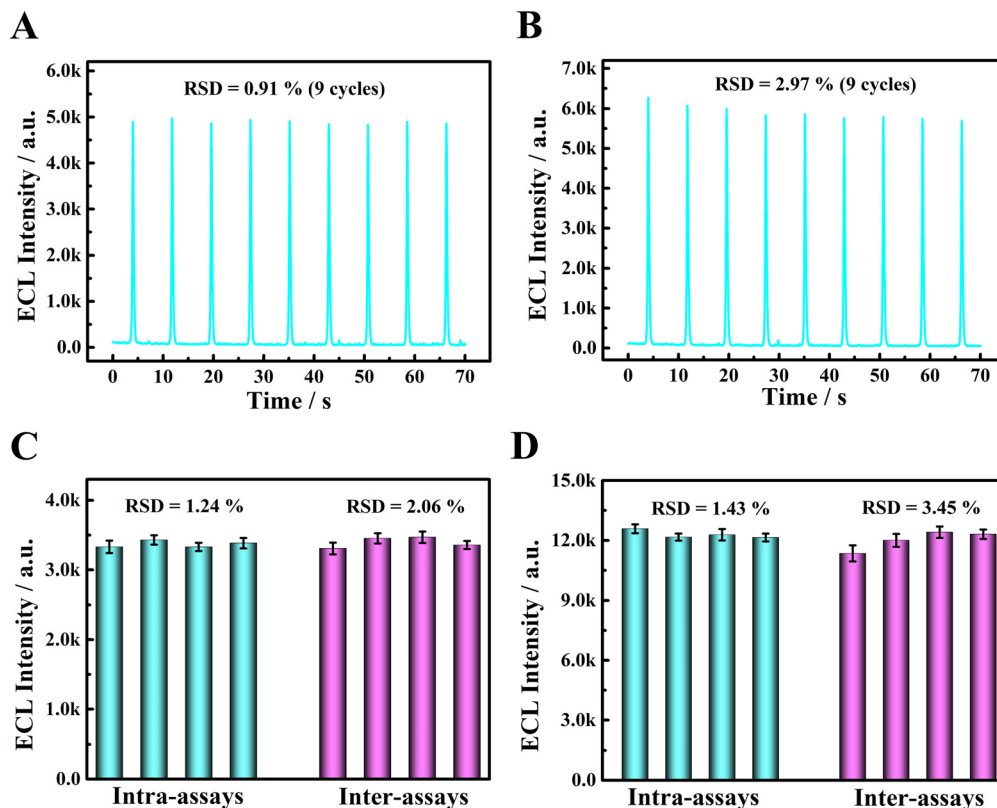 A
RSD = 0.91 % (9 cycles)
ECL Intensity / a.u.
6.0k
5.0k
4.0k
3.0k
2.0k
1.0k
0.0
0 10 20 30 40 50 60 70
Time / s
B
RSD = 2.97 % (9 cycles)
ECL Intensity / a.u.
7.0k
6.0k
5.0k
4.0k
3.0k
2.0k
1.0k
0.0
0 10 20 30 40 50 60 70
Time / s
C
RSD = 1.24 % RSD = 2.06 %
ECL Intensity / a.u.
4.0k
3.0k
2.0k
1.0k
0.0
Intra-assays Inter-assays
D
RSD = 1.43 % RSD = 3.45 %
ECL Intensity / a.u.
15.0k
12.0k
9.0k
6.0k
3.0k
0.0
Intra-assays Inter-assays